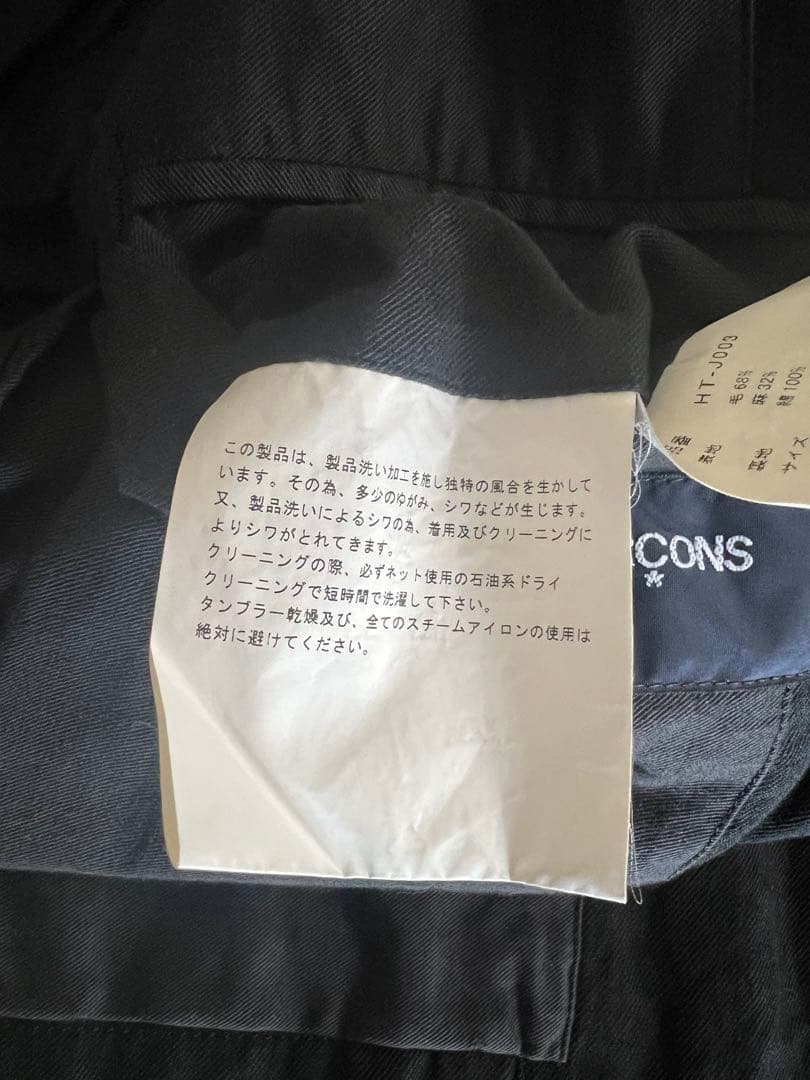 この製品は、製品洗い加工を施し独特の風合を生かして
います。その為、多少のゆがみ、シワなどが生じます。
又、製品洗いによるシワの為、着用及びクリーニングに
よりシワがとれてきます。
クリーニングの際、必ずネット使用の石油系ドライ
クリーニングで短時間で洗濯して下さい。
タンブラー乾燥及び、全てのスチームアイロンの使用は
絶対に避けてください。
HT-J003
表地 毛 68%
麻 32%
裏地 綿 100%
サイズ
CONS